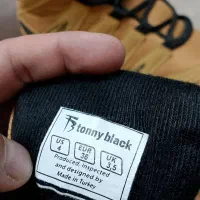 tonny black
US EUR UK
4 36 3,5
Produced, inspected
and designed by
Made in Turkey